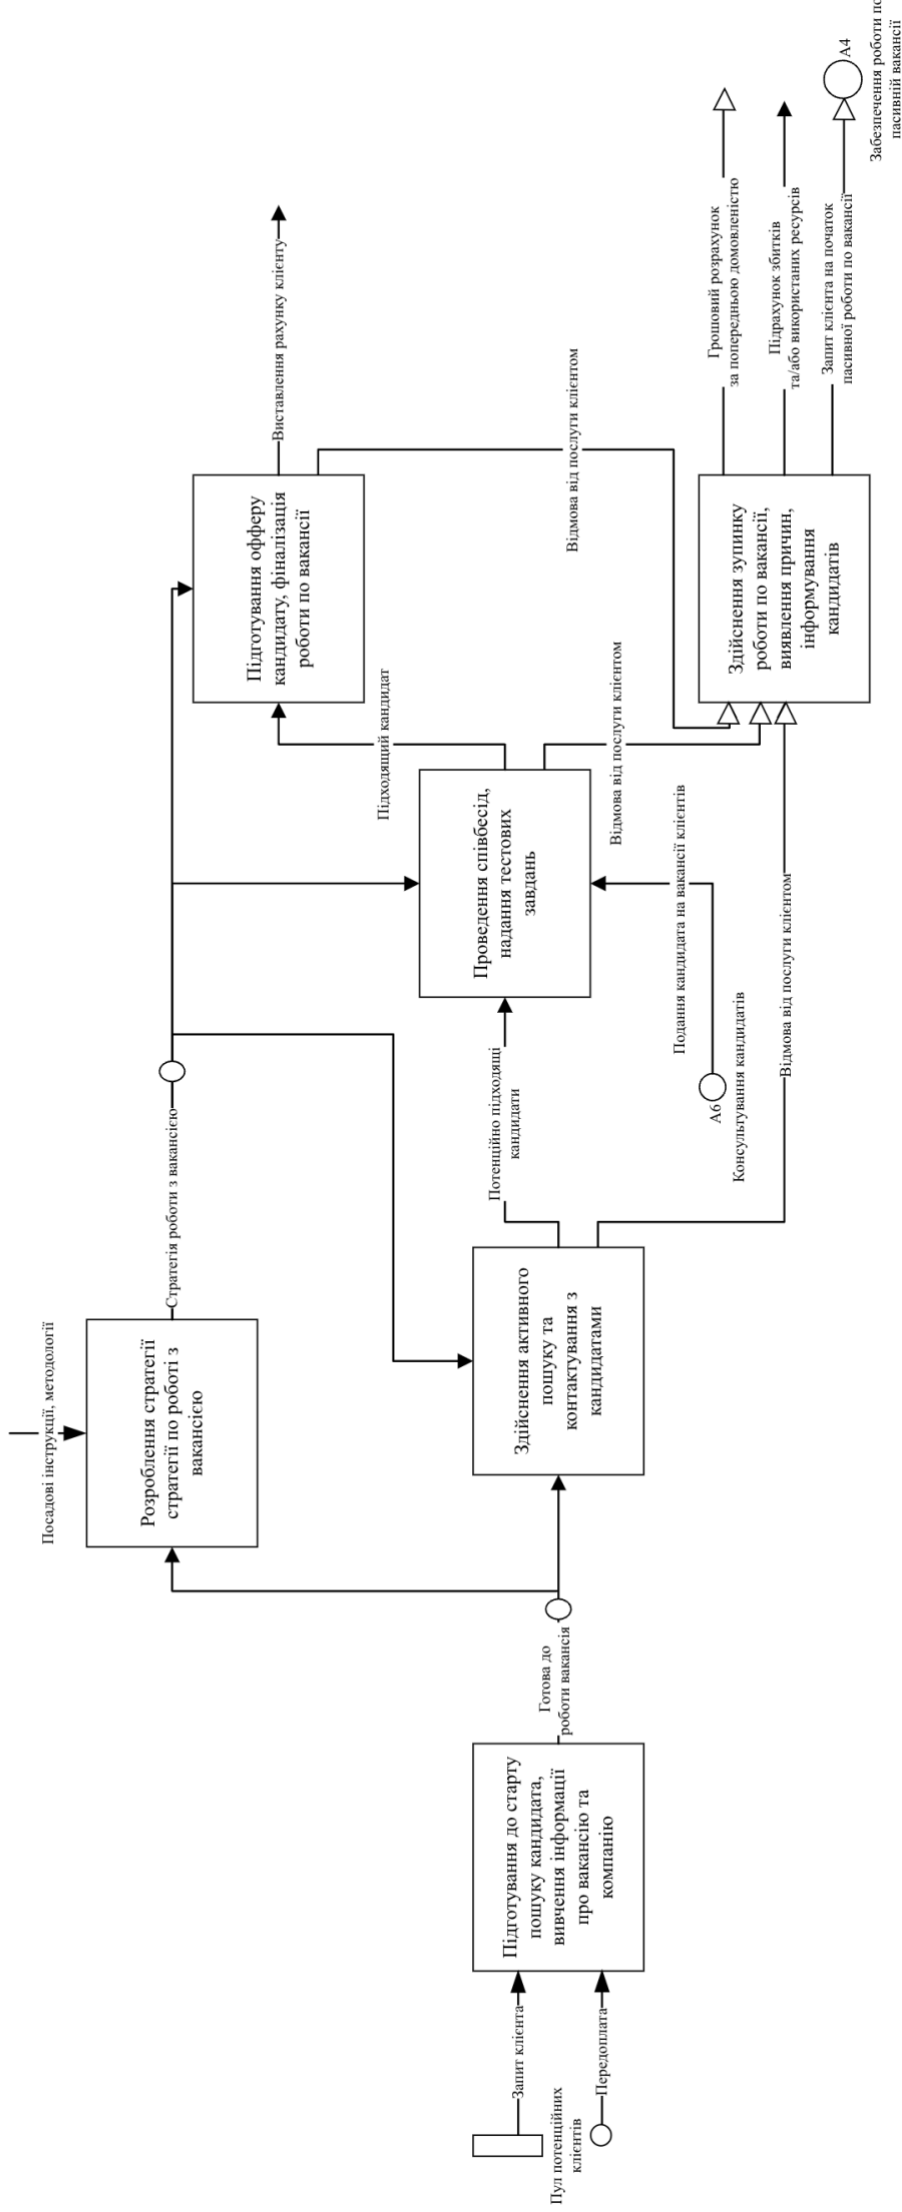 Посадові інструкції, методології
Розроблення стратегії
стратегії по роботі з
вакансією
Стратегія роботи з вакансією
Підготування офферу
кандидату, фіналізація
роботи по вакансії
Виставлення рахунку клієнту
Підходящий кандидат
Відмова від послуги клієнтом
Пул потенційних
клієнтів
Запит клієнта
Передоплата
Підготування до старту
пошуку кандидата,
вивчення інформації
про вакансію та
компанію
Готова до
роботи вакансія
Здійснення активного
пошуку та
контактування з
кандидатами
Потенційно підходящі
кандидати
Проведення співбесід,
надання тестових
завдань
Відмова від послуги клієнтом
Подання кандидата на вакансії клієнтів
А6
Консультування кандидатів
Відмова від послуги клієнтом
Здійснення зупинку
роботи по вакансії,
виявлення причин,
інформування
кандидатів
Грошовий розрахунок
за попередньою домовленістю
Підрахунок збитків
та/або використаних ресурсів
Запит клієнта на початок
пасивної роботи по вакансії
А4
Забезпечення роботи по
пасивній вакансії